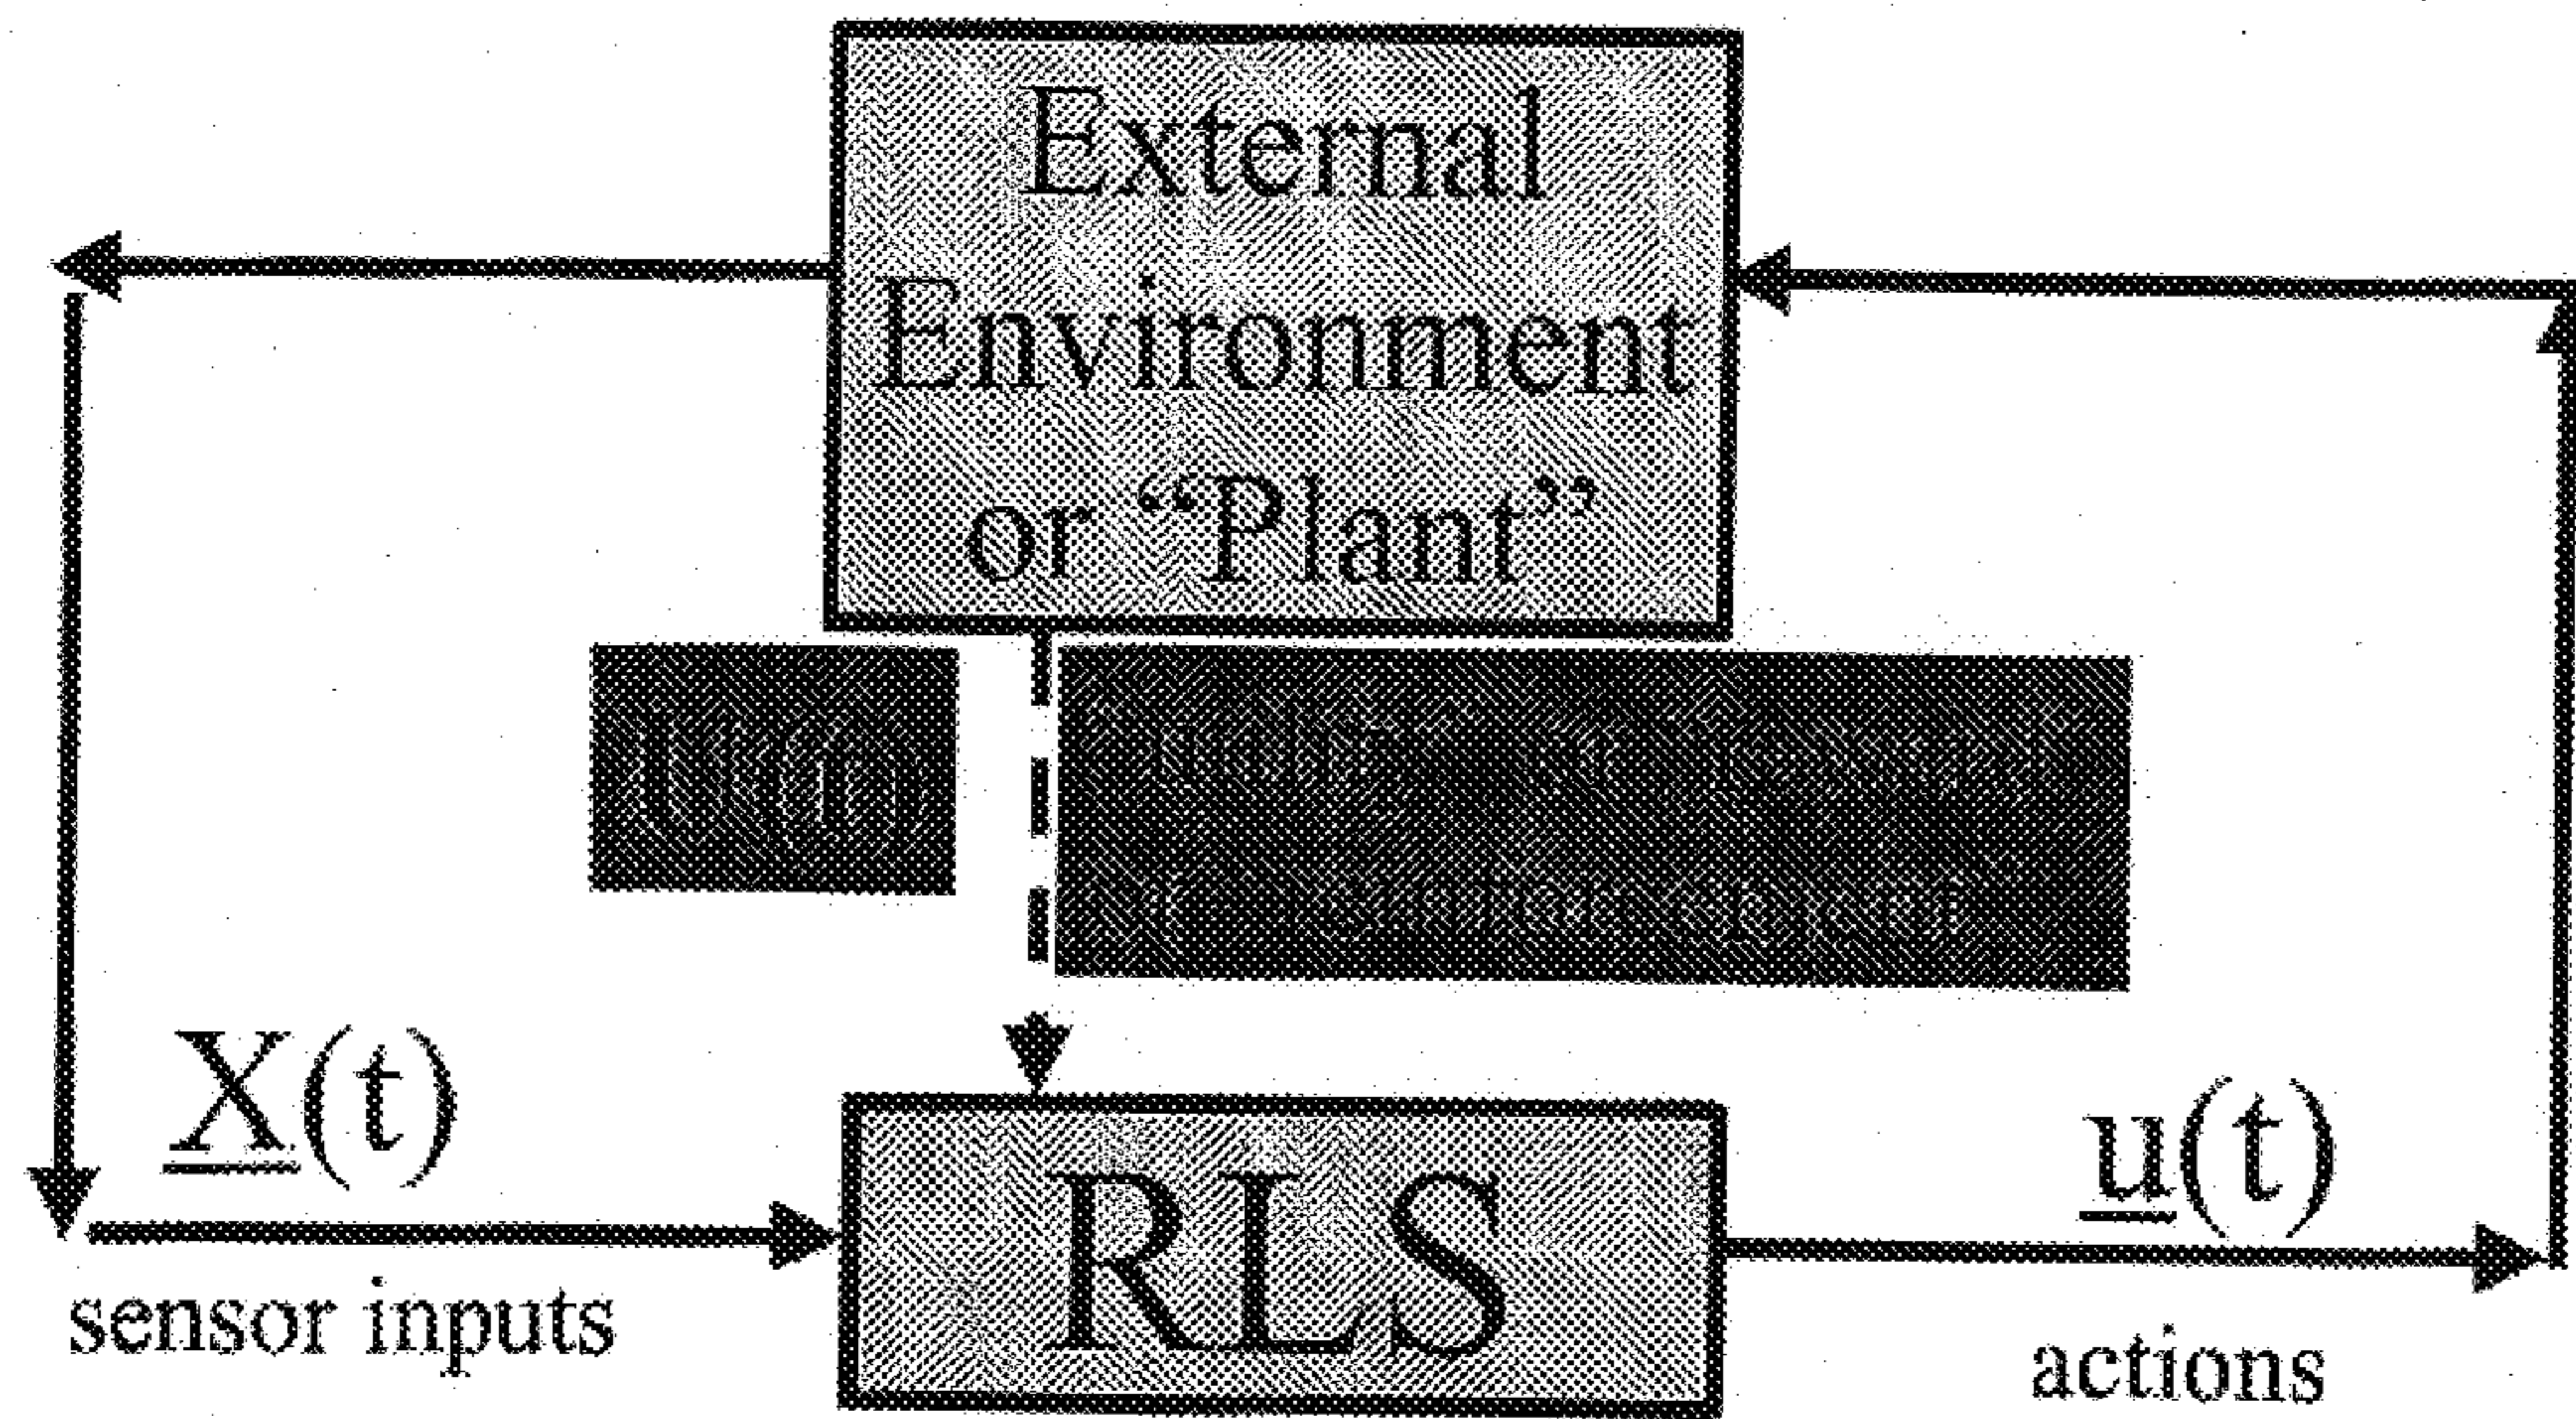 External
Environment
or “Plant”
U(t)
X(t)
u(t)
RLS
sensor inputs
actions